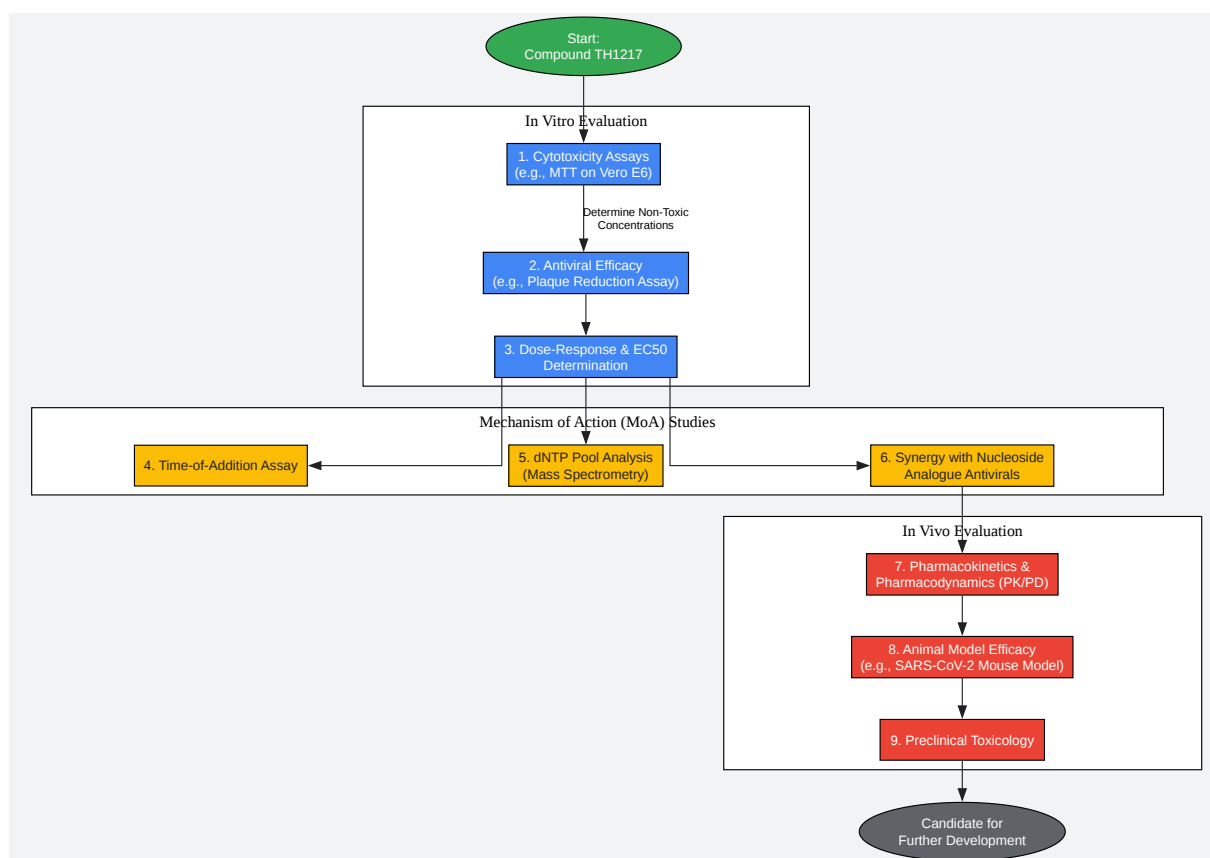 Start:
Compound TH1217
In Vitro Evaluation
1. Cytotoxicity Assays
(e.g., MTT on Vero E6)
Determine Non-Toxic
Concentrations
2. Antiviral Efficacy
(e.g., Plaque Reduction Assay)
3. Dose-Response & EC50
Determination
Mechanism of Action (MoA) Studies
4. Time-of-Addition Assay
5. dNTP Pool Analysis
(Mass Spectrometry)
6. Synergy with Nucleoside
Analogue Antivirals
In Vivo Evaluation
7. Pharmacokinetics &
Pharmacodynamics (PK/PD)
8. Animal Model Efficacy
(e.g., SARS-CoV-2 Mouse Model)
9. Preclinical Toxicology
Candidate for
Further Development